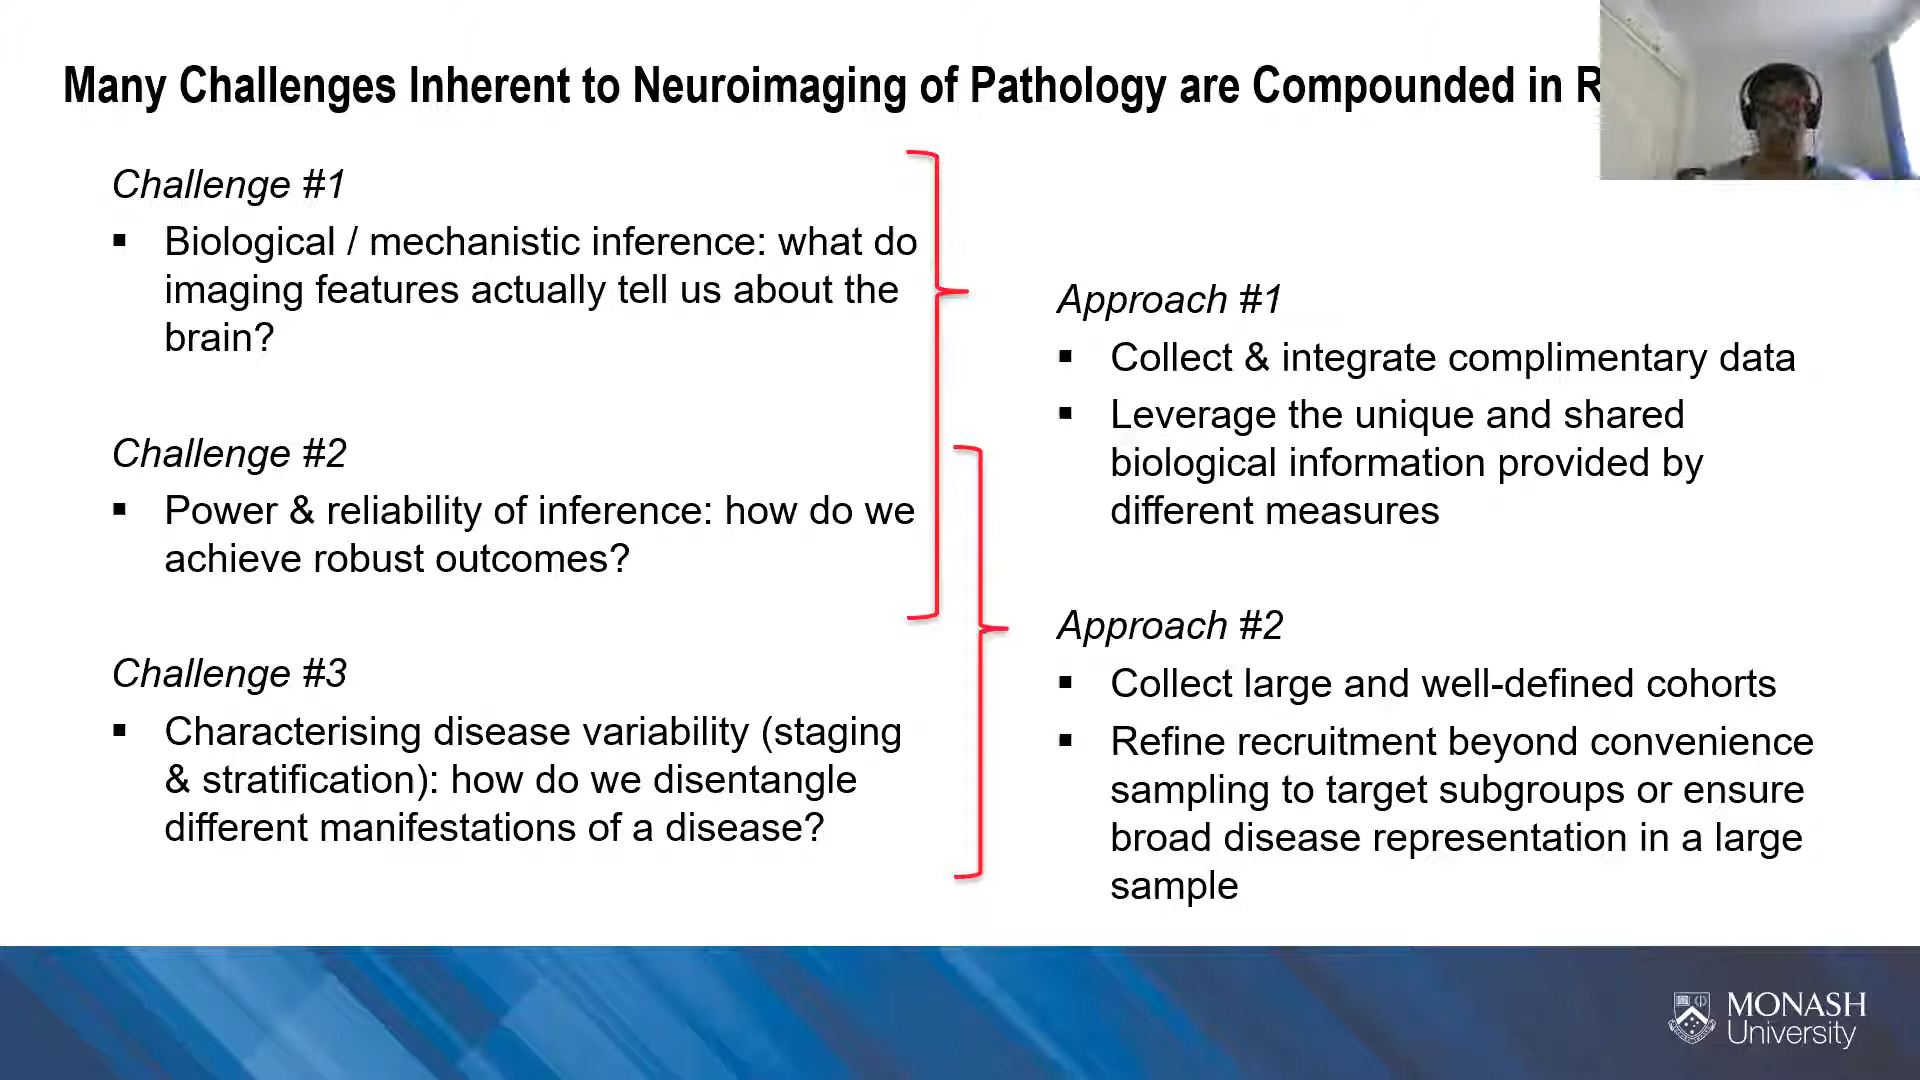 Many Challenges Inherent to Neuroimaging of Pathology are Compounded in
Challenge #1
▪ Biological / mechanistic inference: what do
imaging features actually tell us about the
brain?
Challenge #2
▪ Power & reliability of inference: how do we
achieve robust outcomes?
Challenge #3
▪ Characterising disease variability (staging
& stratification): how do we disentangle
different manifestations of a disease?
Approach #1
▪ Collect & integrate complimentary data
▪ Leverage the unique and shared
biological information provided by
different measures
Approach #2
▪ Collect large and well-defined cohorts
▪ Refine recruitment beyond convenience
sampling to target subgroups or ensure
broad disease representation in a large
sample
MONASH
University